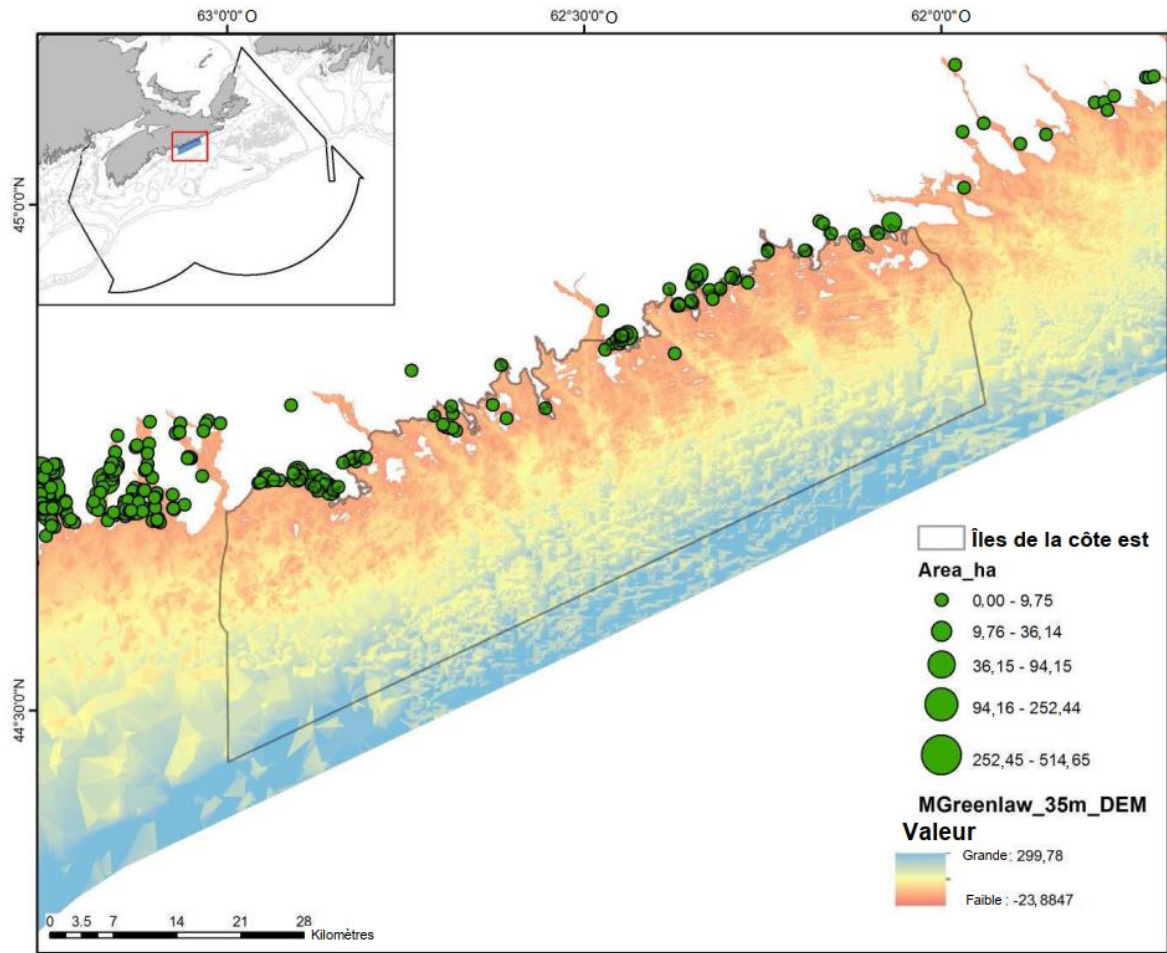 63°0'0"O 62°30'0"O 62°0'0"O
45°0'0"N
44°30'0"N
Îles de la côte est
Area_ha
0,00 - 9,75
9,76 - 36,14
36,15 - 94,15
94,16 - 252,44
252,45 - 514,65
MGreenlaw_35m_DEM
Valeur
Grande : 299,78
Faible : -23,8847
0 3.5 7 14 21 28
Kilomètres